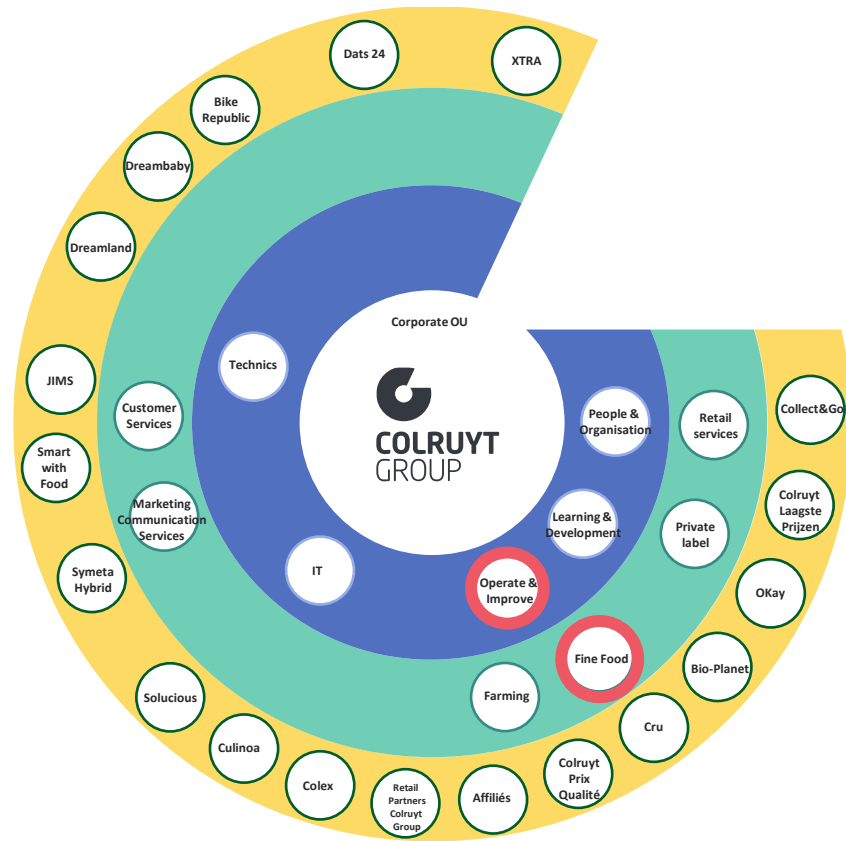 Dats 24
XTRA
Bike
Republic
Dreambaby
Dreamland
Corporate OU
Technics
JIMS
COLRUYT
GROUP
People &
Organisation
Customer
Services
Retail
services
Collect&Go
Smart
with
Food
Marketing
Communication
Services
Learning &
Development
Private
label
Colruyt
Laagste
Prijzen
Symeta
Hybrid
IT
Operate &
Improve
OKay
Fine Food
Bio-Planet
Farming
Solucious
Cru
Culinoa
Colex
Retail
Partners
Colruyt
Group
Affiliés
Colruyt
Prix
Qualité